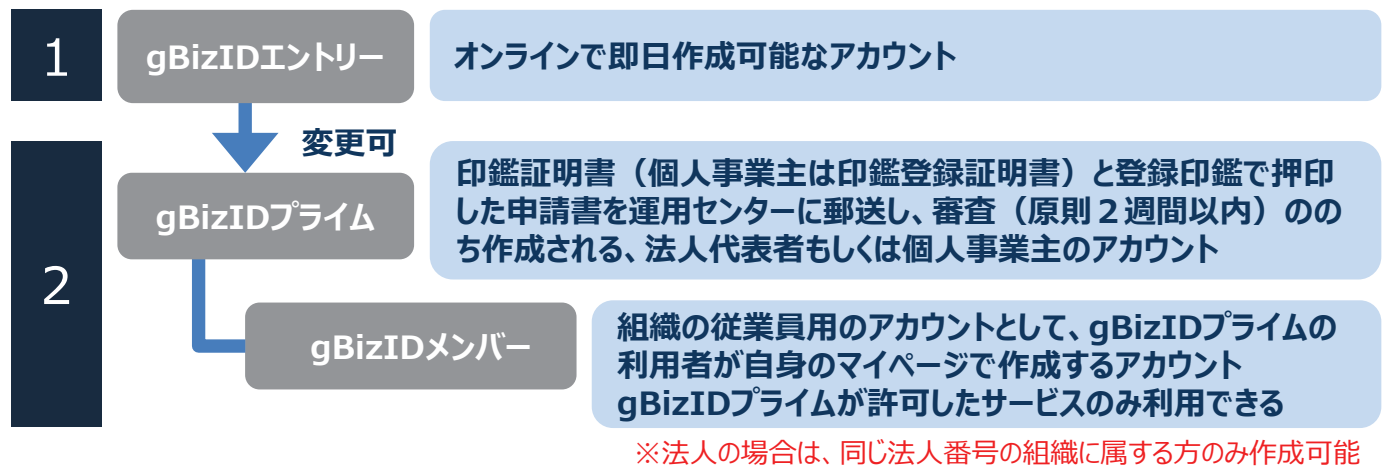 1
gBizIDエントリー
オンラインで即日作成可能なアカウント
変更可
2
gBizIDプライム
印鑑証明書（個人事業主は印鑑登録証明書）と登録印鑑で押印
した申請書を運用センターに郵送し、審査（原則２週間以内）のの
ち作成される、法人代表者もしくは個人事業主のアカウント
gBizIDメンバー
組織の従業員用のアカウントとして、gBizIDプライムの
利用者が自身のマイページで作成するアカウント
gBizIDプライムが許可したサービスのみ利用できる
※法人の場合は、同じ法人番号の組織に属する方のみ作成可能